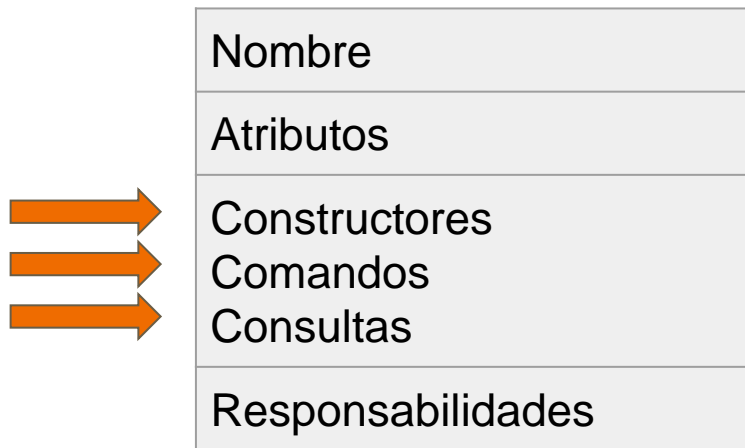 Nombre
Atributos
Constructores
Comandos
Consultas
Responsabilidades